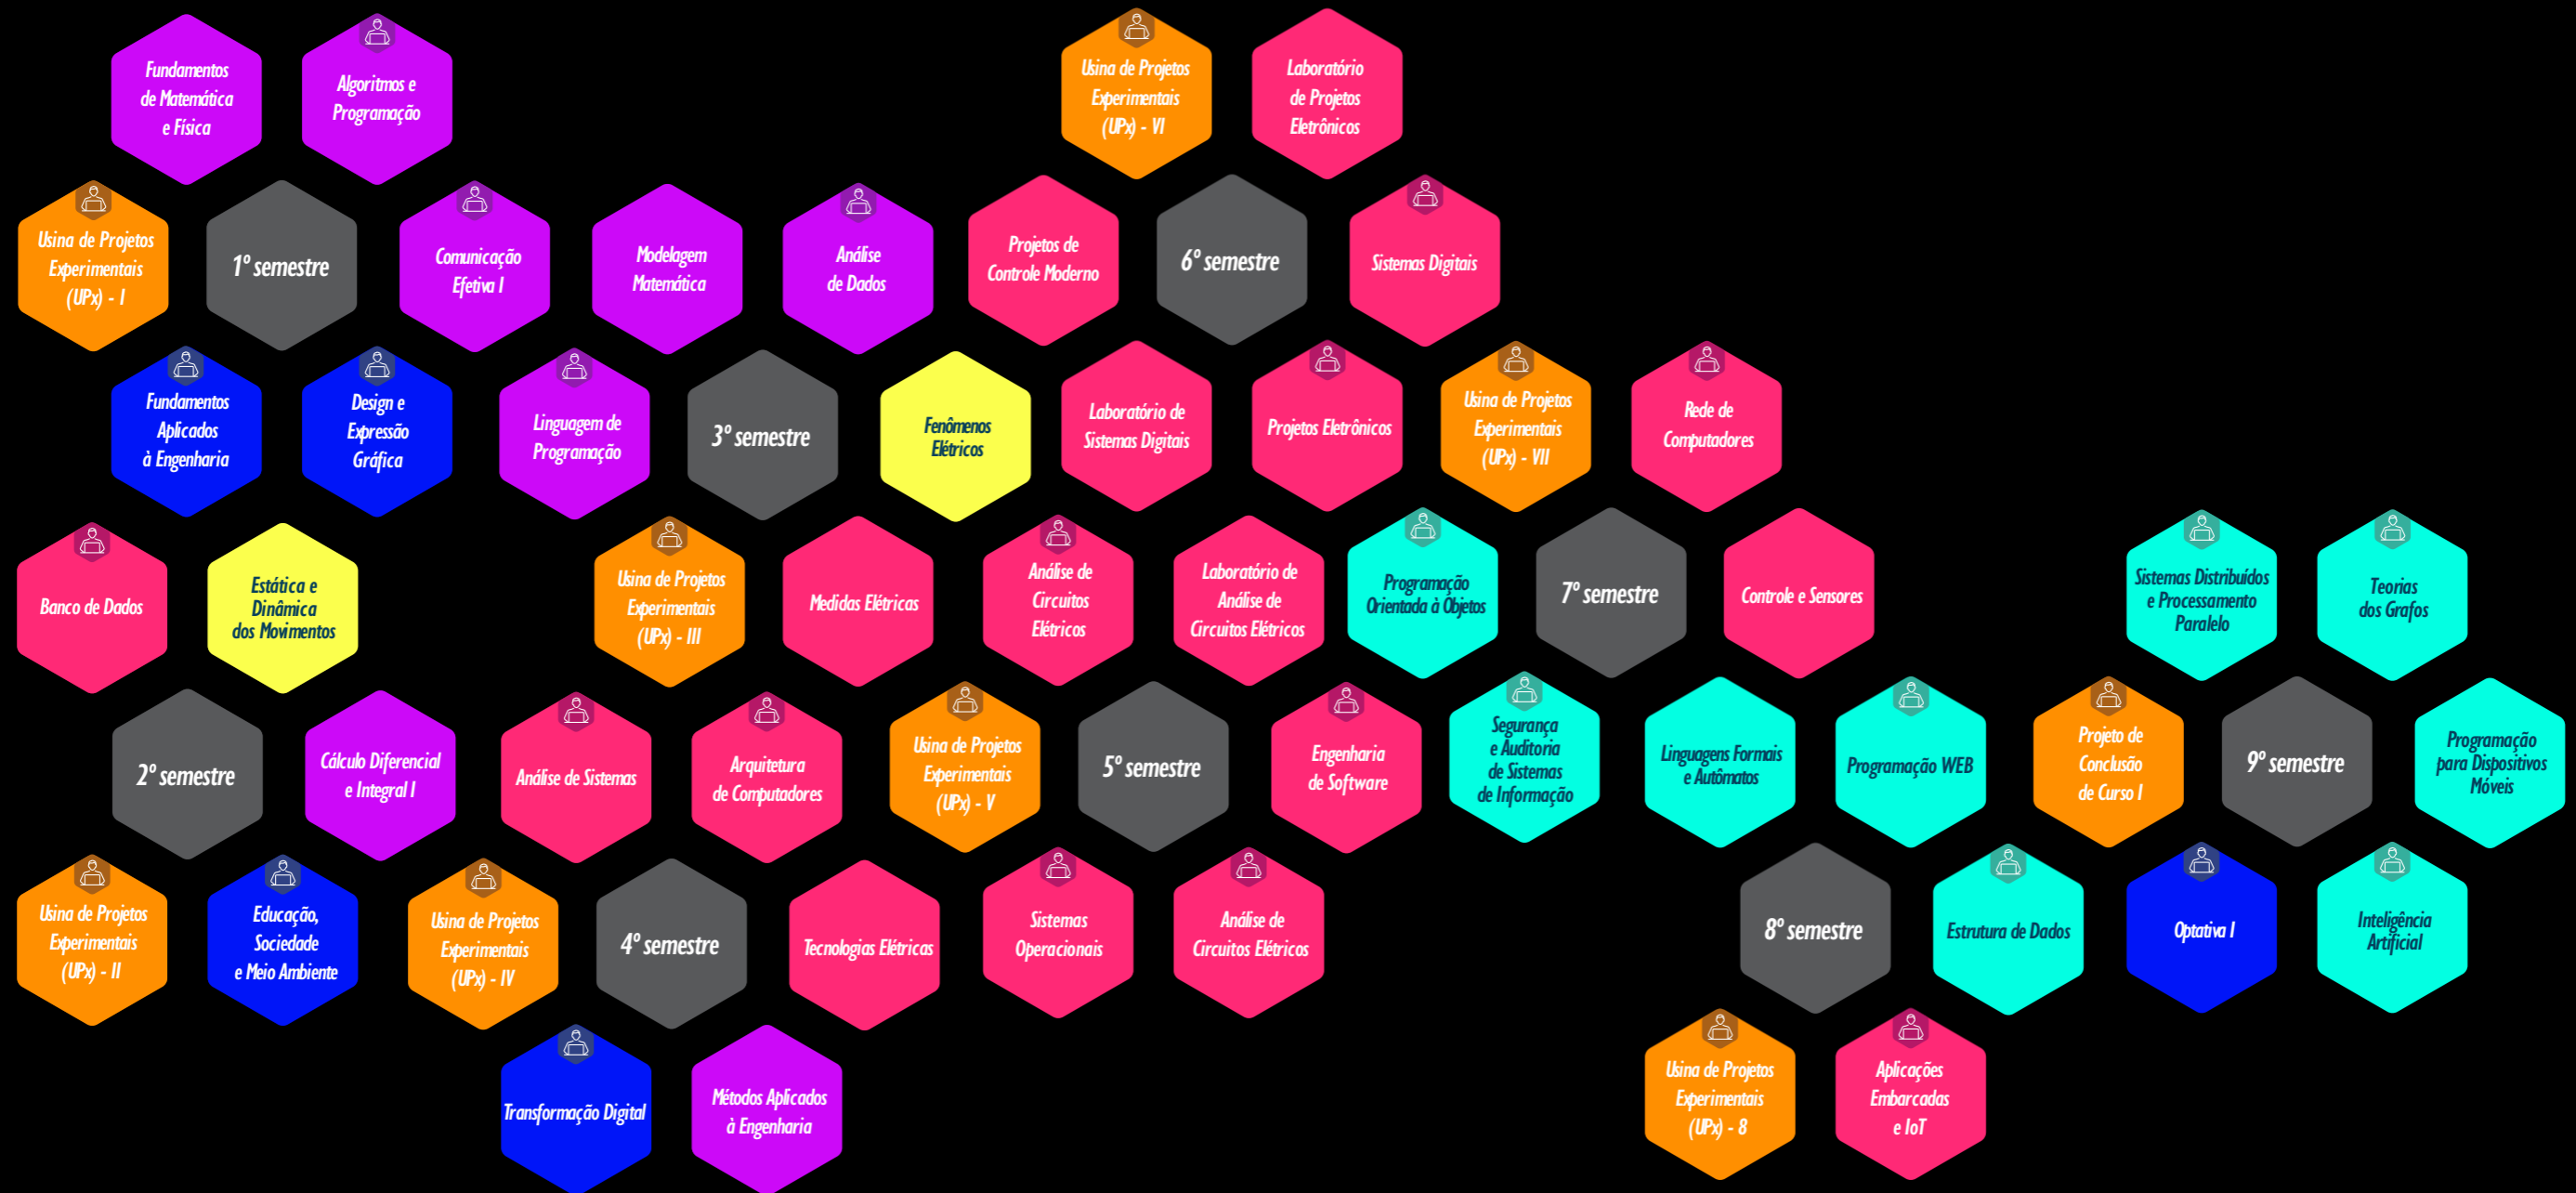 Fundamentos
de Matemática
e Física
Algoritmos e
Programação
Usina de Projetos
Experimentais
(UPx) - VI
Laboratório
de Projetos
Eletrônicos
Usina de Projetos
Experimentais
(UPx) - I
1º semestre
Comunicação
Efetiva I
Modelagem
Matemática
Análise
de Dados
Projetos de
Controle Moderno
6º semestre
Sistemas Digitais
Fundamentos
Aplicados
à Engenharia
Design e
Expressão
Gráfica
Linguagem de
Programação
3º semestre
Fenômenos
Elétricos
Laboratório de
Sistemas Digitais
Projetos Eletrônicos
Usina de Projetos
Experimentais
(UPx) - VII
Rede de
Computadores
Banco de Dados
Estática e
Dinâmica
dos Movimentos
Usina de Projetos
Experimentais
(UPx) - III
Medidas Elétricas
Análise de
Circuitos
Elétricos
Laboratório de
Análise de
Circuitos Elétricos
Programação
Orientada à Objetos
7º semestre
Controle e Sensores
Sistemas Distribuídos
e Processamento
Paralelo
Teorias
dos Grafos
2º semestre
Cálculo Diferencial
e Integral I
Análise de Sistemas
Arquitetura
de Computadores
Usina de Projetos
Experimentais
(UPx) - V
5º semestre
Engenharia
de Software
Segurança
e Auditoria
de Sistemas
de Informação
Linguagens Formais
e Autômatos
Programação WEB
Projeto de
Conclusão
de Curso I
9º semestre
Programação
para Dispositivos
Móveis
Usina de Projetos
Experimentais
(UPx) - II
Educação,
Sociedade
e Meio Ambiente
Usina de Projetos
Experimentais
(UPx) - IV
4º semestre
Tecnologias Elétricas
Sistemas
Operacionais
Análise de
Circuitos Elétricos
8º semestre
Estrutura de Dados
Optativa I
Inteligência
Artificial
Transformação Digital
Métodos Aplicados
à Engenharia
Usina de Projetos
Experimentais
(UPx) - 8
Aplicações
Embarcadas
e IoT